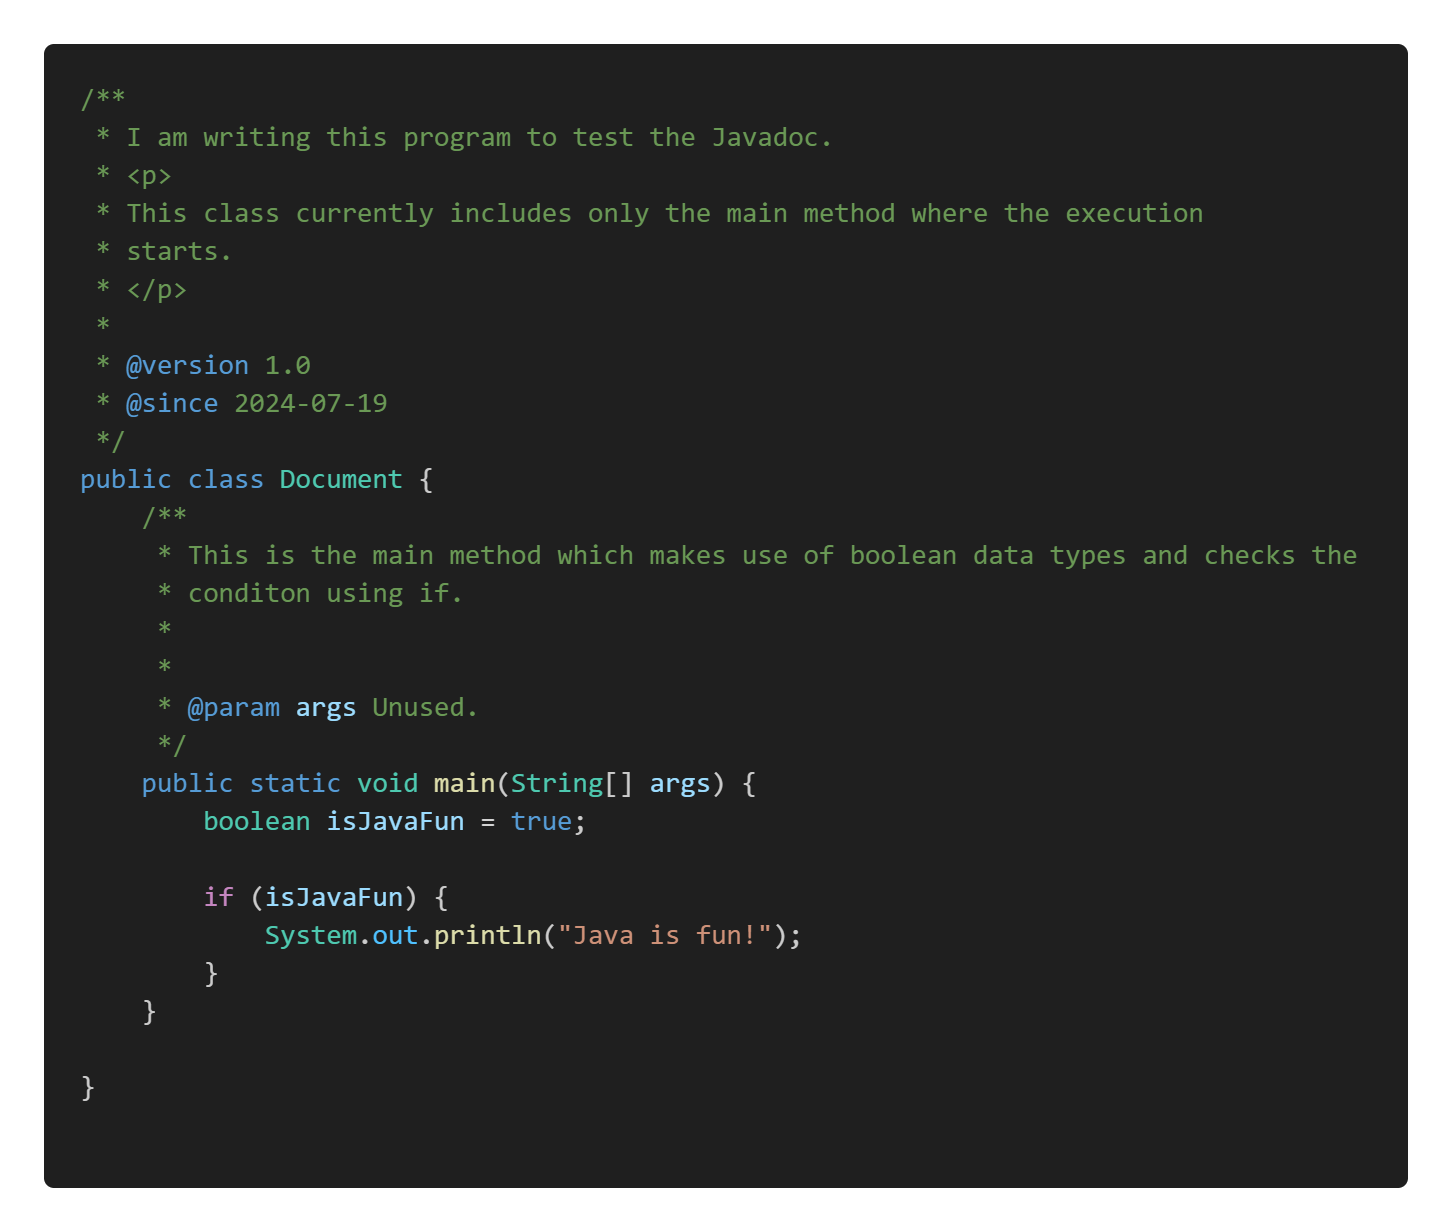 /**
 * I am writing this program to test the Javadoc.
 * <p>
 * This class currently includes only the main method where the execution
 * starts.
 * </p>
 *
 * @version 1.0
 * @since 2024-07-19
 */
public class Document {
    /**
     * This is the main method which makes use of boolean data types and checks the
     * conditon using if.
     *
     *
     * @param args Unused.
     */
    public static void main(String[] args) {
        boolean isJavaFun = true;

        if (isJavaFun) {
            System.out.println("Java is fun!");
        }
    }

}